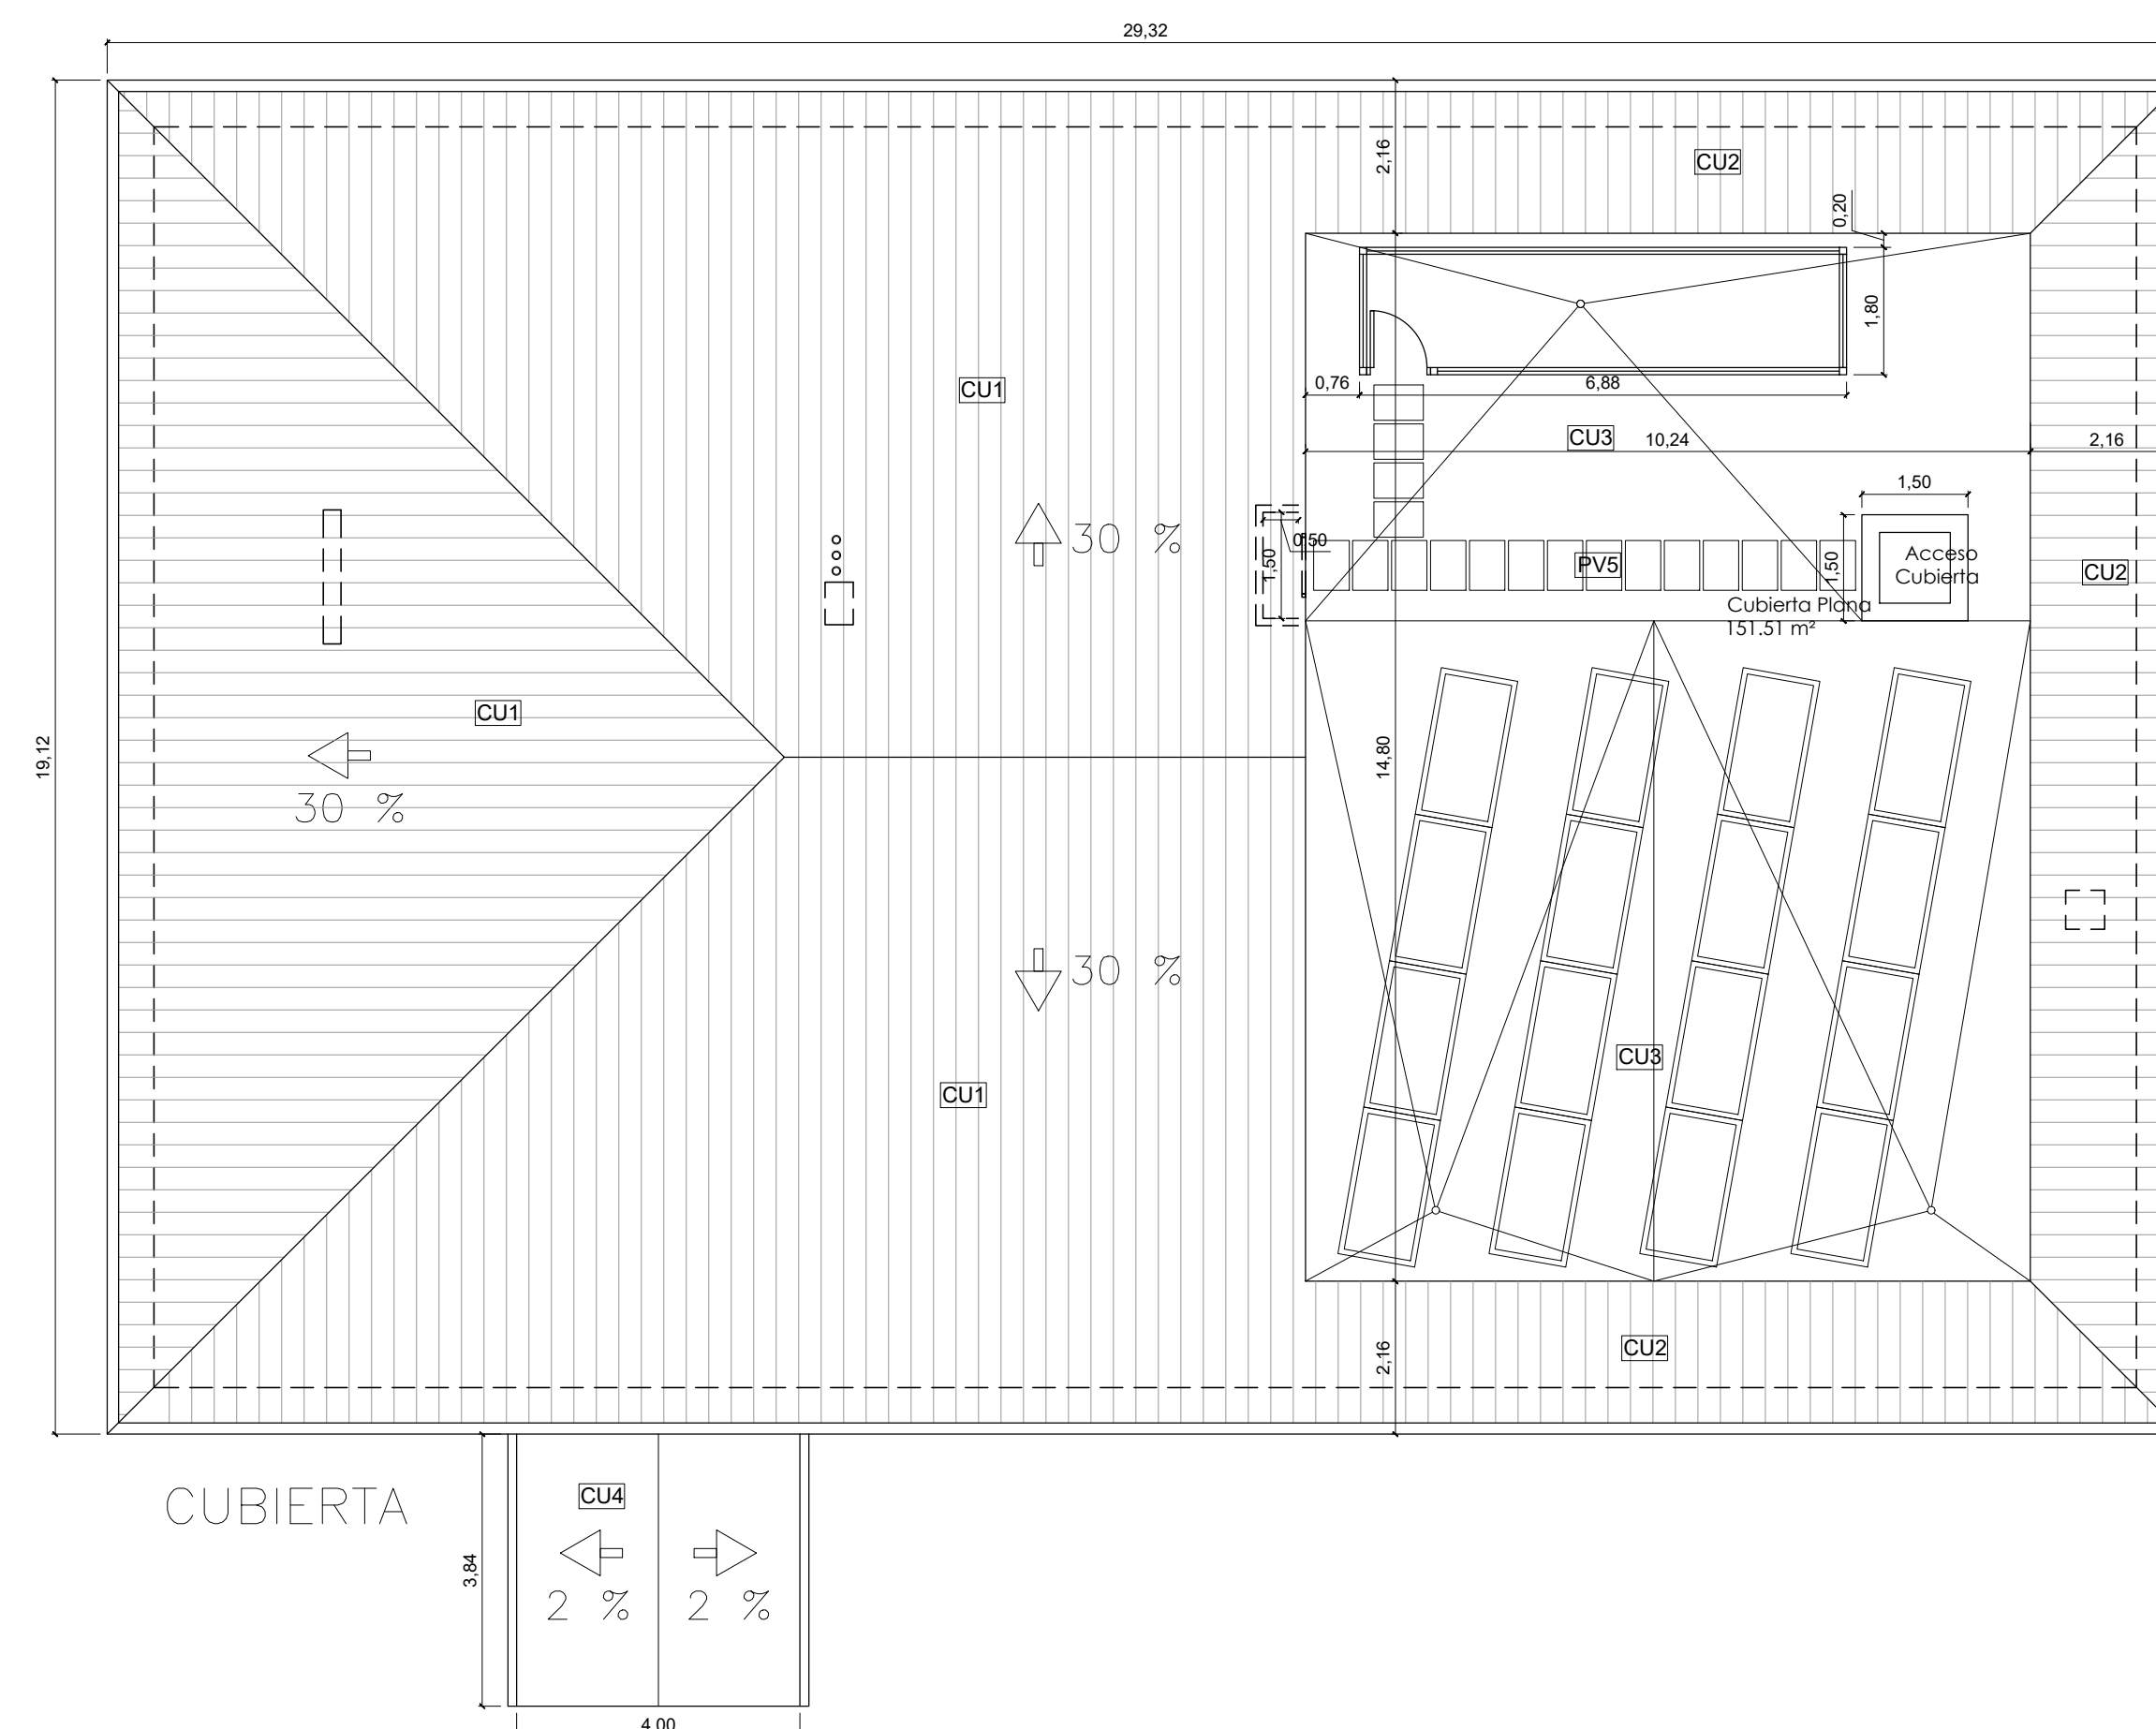 29,32
2,16
CU2
0,20
1,80
0,76
6,88
CU1
CU3
10,24
2,16
1,50
30 %
0,50
1,50
PV5
1,50
Acceso
Cubierta
CU2
Cubierta Plana
151.51 m²
CU1
19,12
14,80
30 %
30 %
CU3
CU1
2,16
CU2
CUBIERTA
CU4
3,84
2 %
2 %
4,00